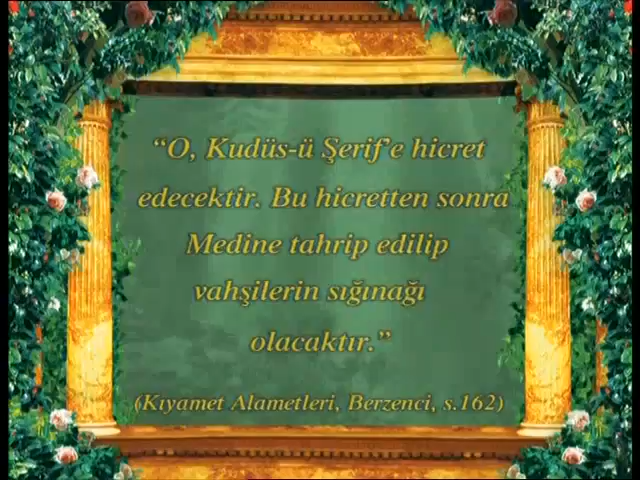 “O, Kudüs-ü Şerif’e hicret
edecektir. Bu hicretten sonra
Medine tahrip edilip
vahşilerin sığınağı
olacaktır.”
(Kıyamet Alametleri, Berzenci, s.162)